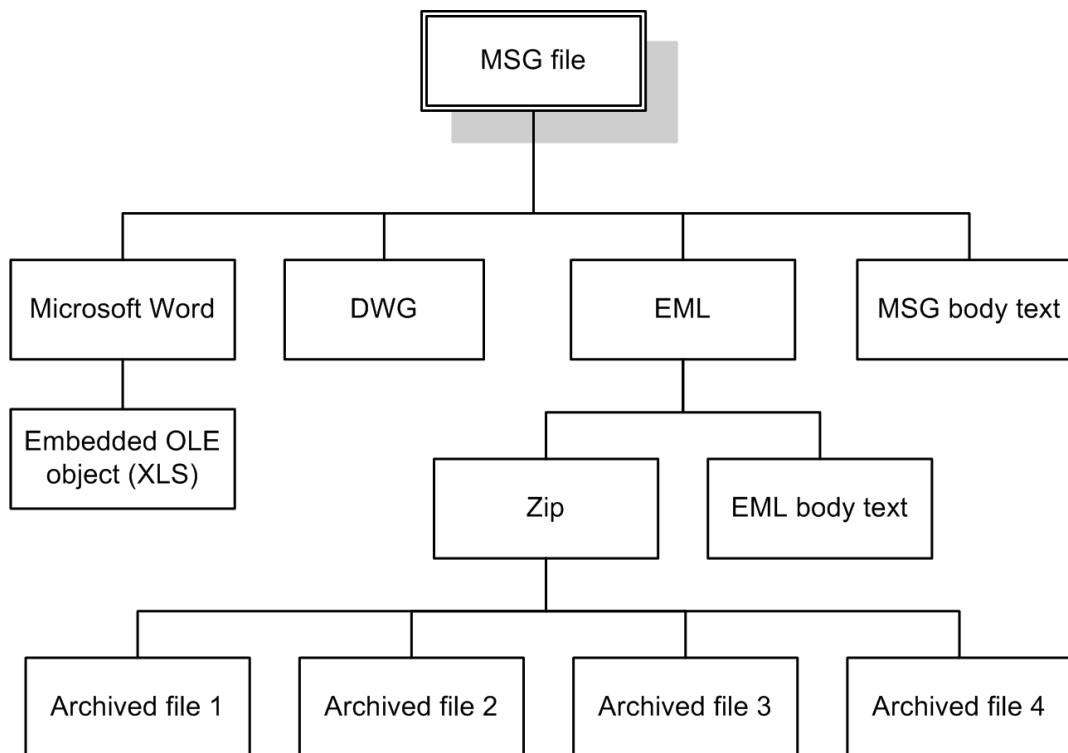 MSG file
Microsoft Word
DWG
EML
MSG body text
Embedded OLE
object (XLS)
Zip
EML body text
Archived file 1
Archived file 2
Archived file 3
Archived file 4